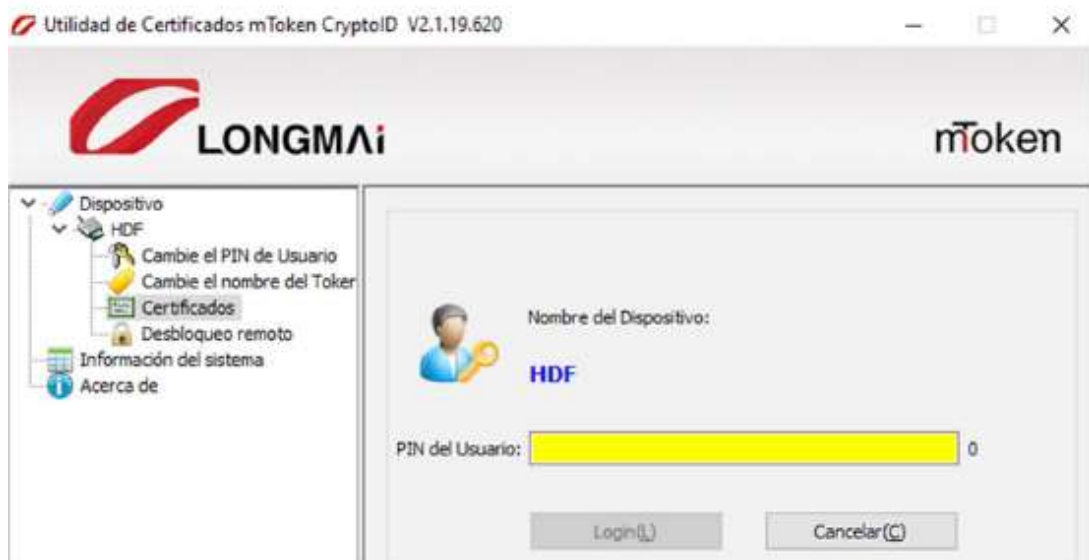 Utilidad de Certificados mToken CryptoID V2.1.19.620
LONGMAi
mToken
Dispositivo
HDF
Cambie el PIN de Usuario
Cambie el nombre del Toker
Certificados
Desbloqueo remoto
Información del sistema
Acerca de
Nombre del Dispositivo:
HDF
PIN del Usuario:
0
Login(L)
Cancelar(C)